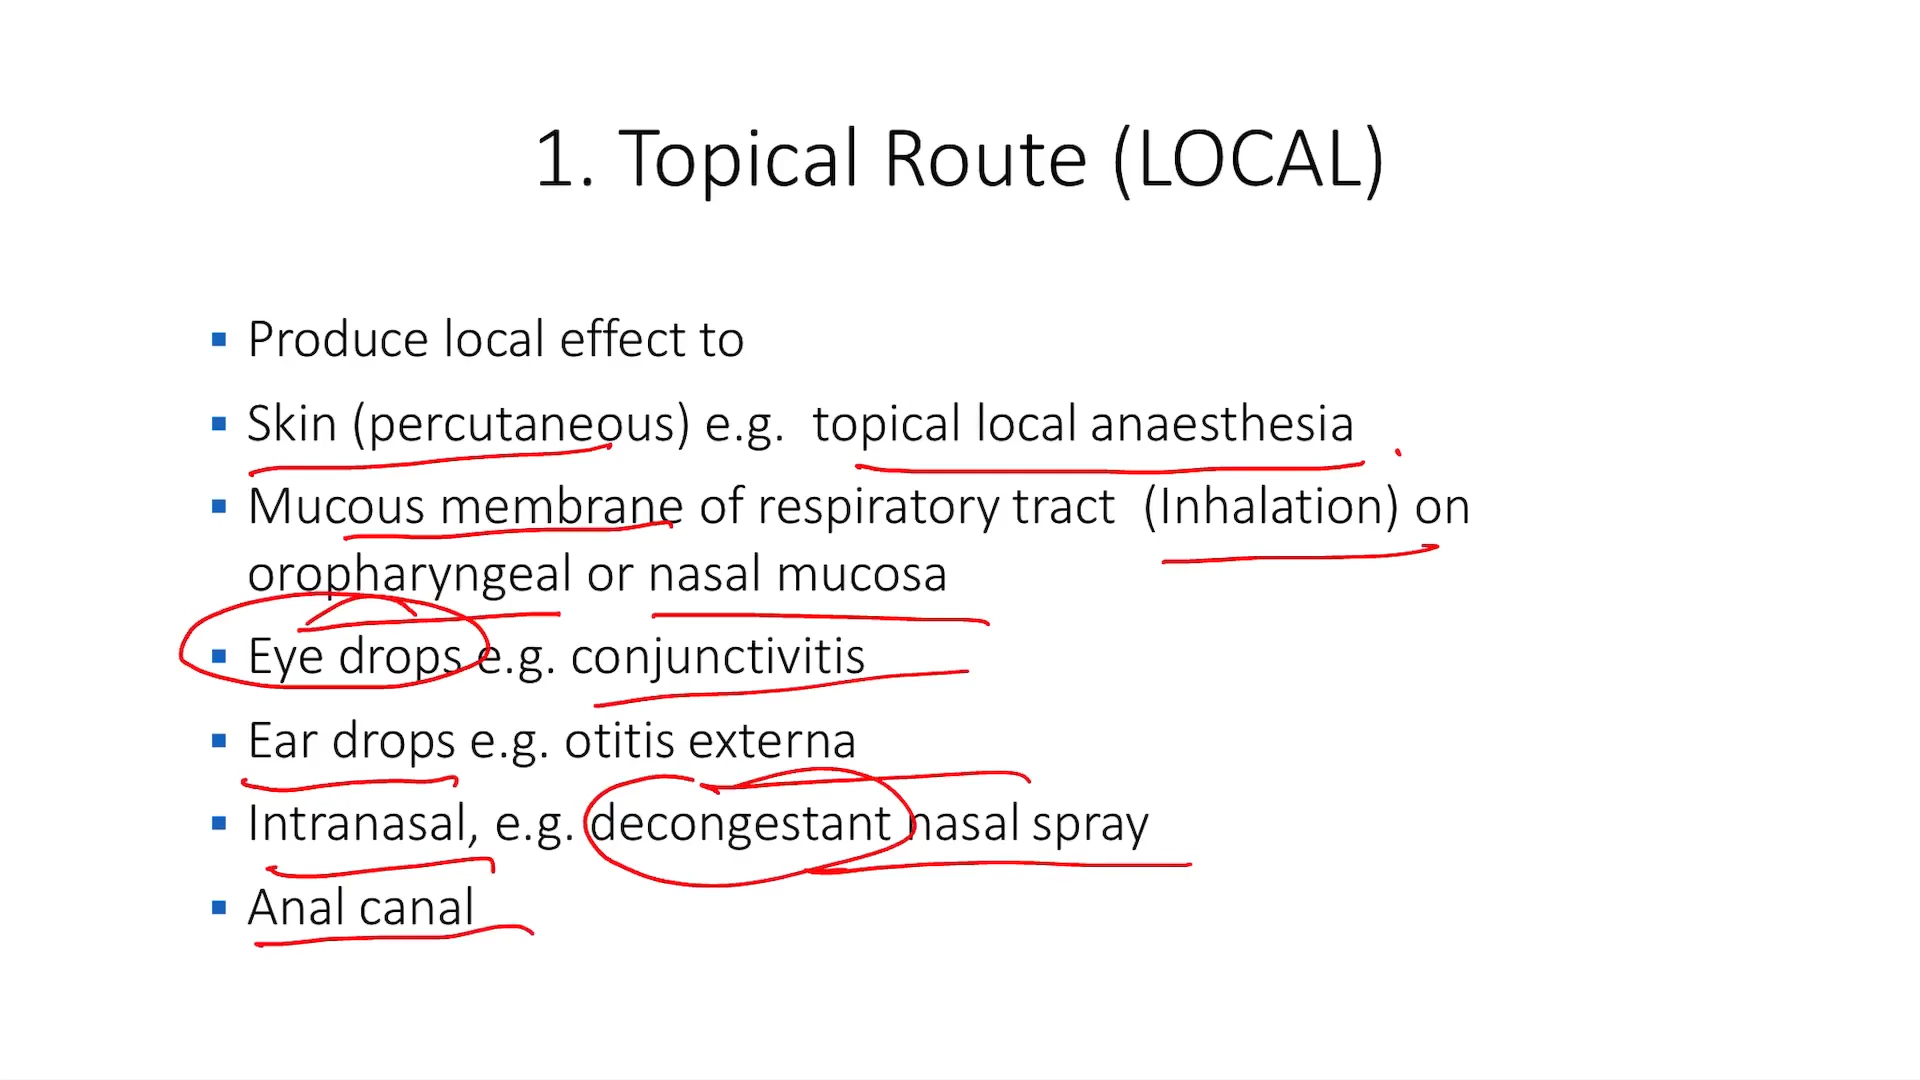 1. Topical Route (LOCAL)
▪ Produce local effect to
▪ Skin (percutaneous) e.g. topical local anaesthesia
▪ Mucous membrane of respiratory tract (Inhalation) on
oropharyngeal or nasal mucosa
▪ Eye drops e.g. conjunctivitis
▪ Ear drops e.g. otitis externa
▪ Intranasal, e.g. decongestant nasal spray
▪ Anal canal